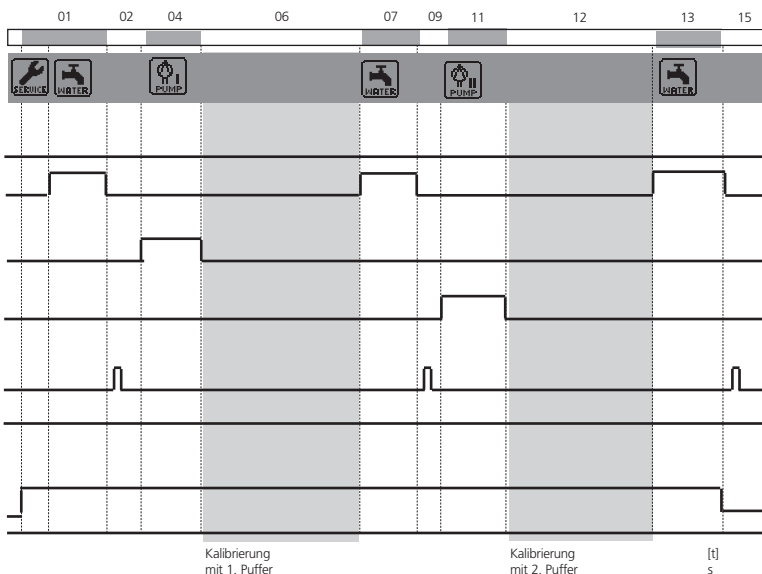 01 02 04 06 07 09 11 12 13 15
SERVICE WATER I PUMP WATER II PUMP WATER
Kalibrierung
mit 1. Puffer
Kalibrierung
mit 2. Puffer
[t]
s